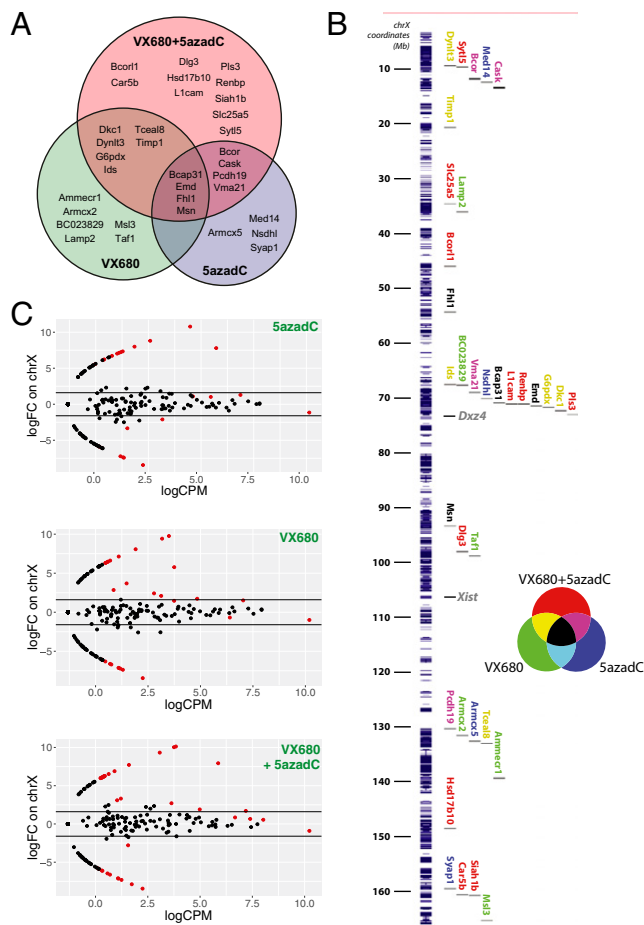 A
VX680+5azadC
Bcorl1
Car5b
Dlg3
Hsd17b10
L1cam
Pls3
Renbp
Siah1b
Slc25a5
Sytl5
Dkc1
Dynlt3
G6pdx
Ids
Tceal8
Timp1
Bcor
Cask
Pcdh19
Vma21
Bcap31
Emd
Fhl1
Msn
Ammecr1
Armcx2
BC023829
Lamp2
Msl3
Taf1
VX680
Armcx5
Med14
Nsdhl
Syap1
5azadC
B
chrX
coordinates
(Mb)
10
20
30
40
50
60
70
80
90
100
110
120
130
140
150
160
Dynlt3
Sytl5
Bcor
Med14
Cask
Timp1
Slc25a5
Lamp2
Bcorl1
Fhl1
Ids
BC023829
Vma21
Nsdhl
Bcap31
L1cam
Renbp
Emd
G6pdx
Dkc1
Pls3
Dxz4
Msn
Dlg3
Taf1
Xist
Pcdh19
Armcx2
Armcx5
Tceal8
Ammecr1
Hsd17b10
Syap1
Car5b
Siah1b
Msl3
VX680+5azadC
VX680
5azadC
C
5azadC
logFC on chrX
10
5
0
−5
0.0
2.5
5.0
7.5
10.0
logCPM
VX680
logFC on chrX
10
5
0
−5
0.0
2.5
5.0
7.5
10.0
logCPM
VX680
+ 5azadC
logFC on chrX
10
5
0
−5
0.0
2.5
5.0
7.5
10.0
logCPM